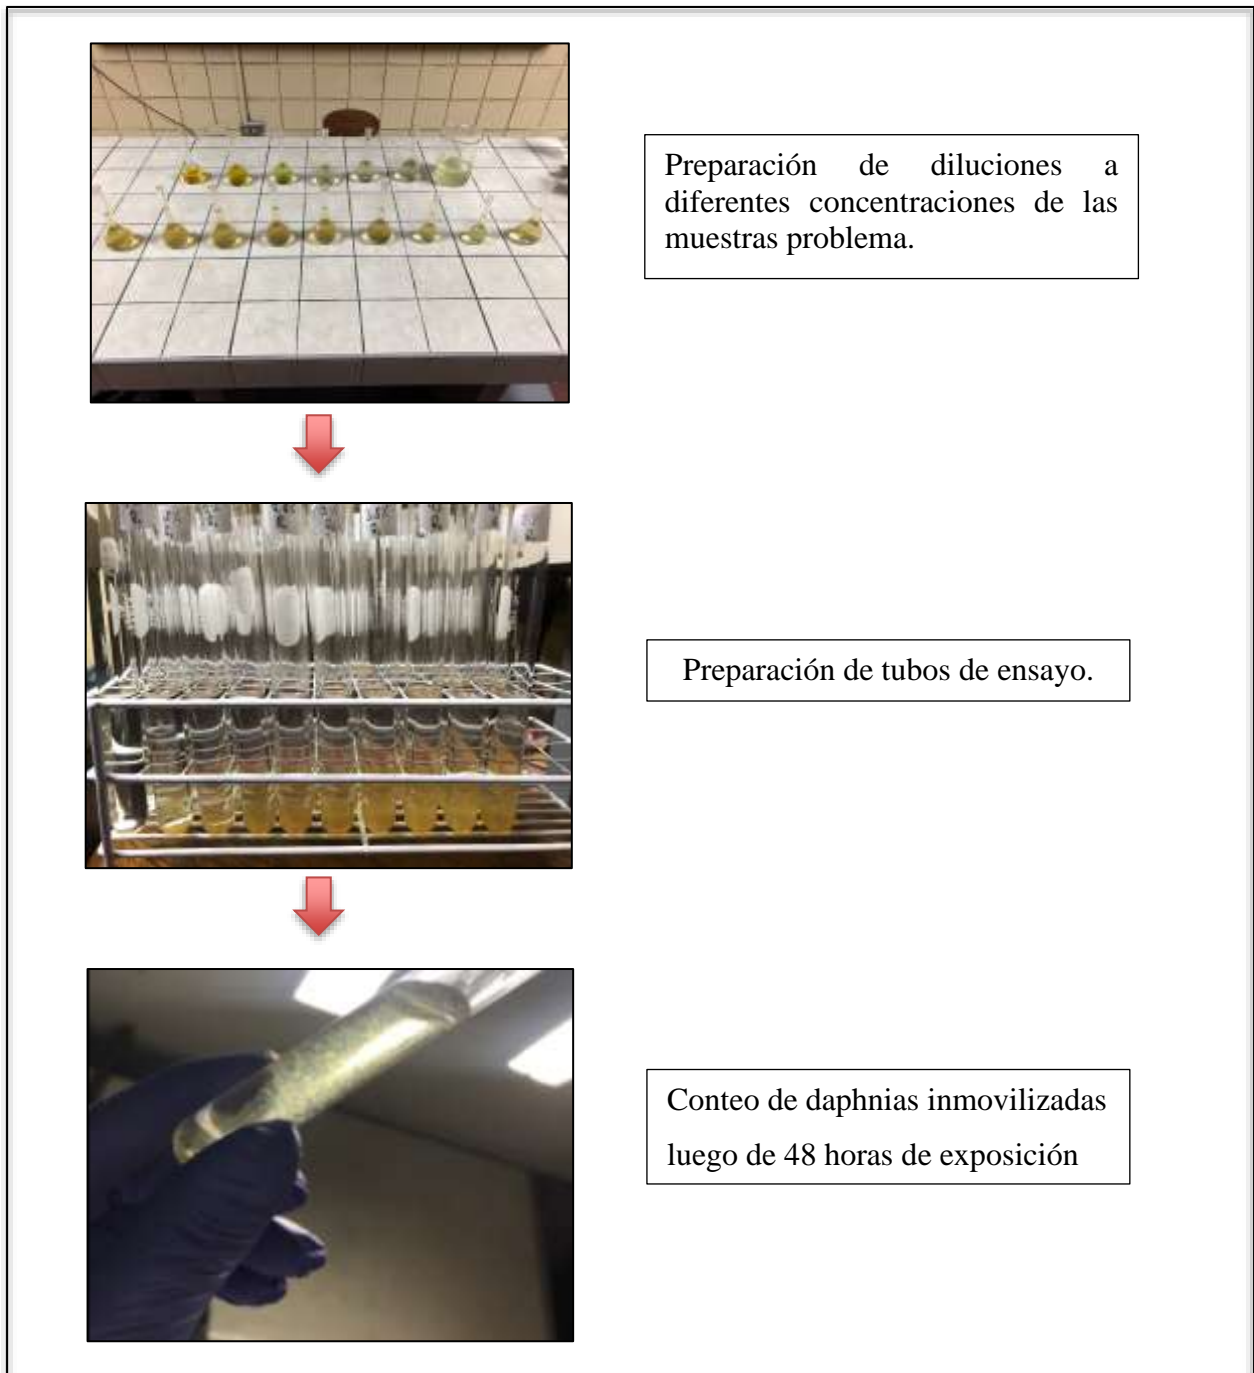 Preparación de diluciones a
diferentes concentraciones de las
muestras problema.
Preparación de tubos de ensayo.
Conteo de daphnias inmovilizadas
luego de 48 horas de exposición